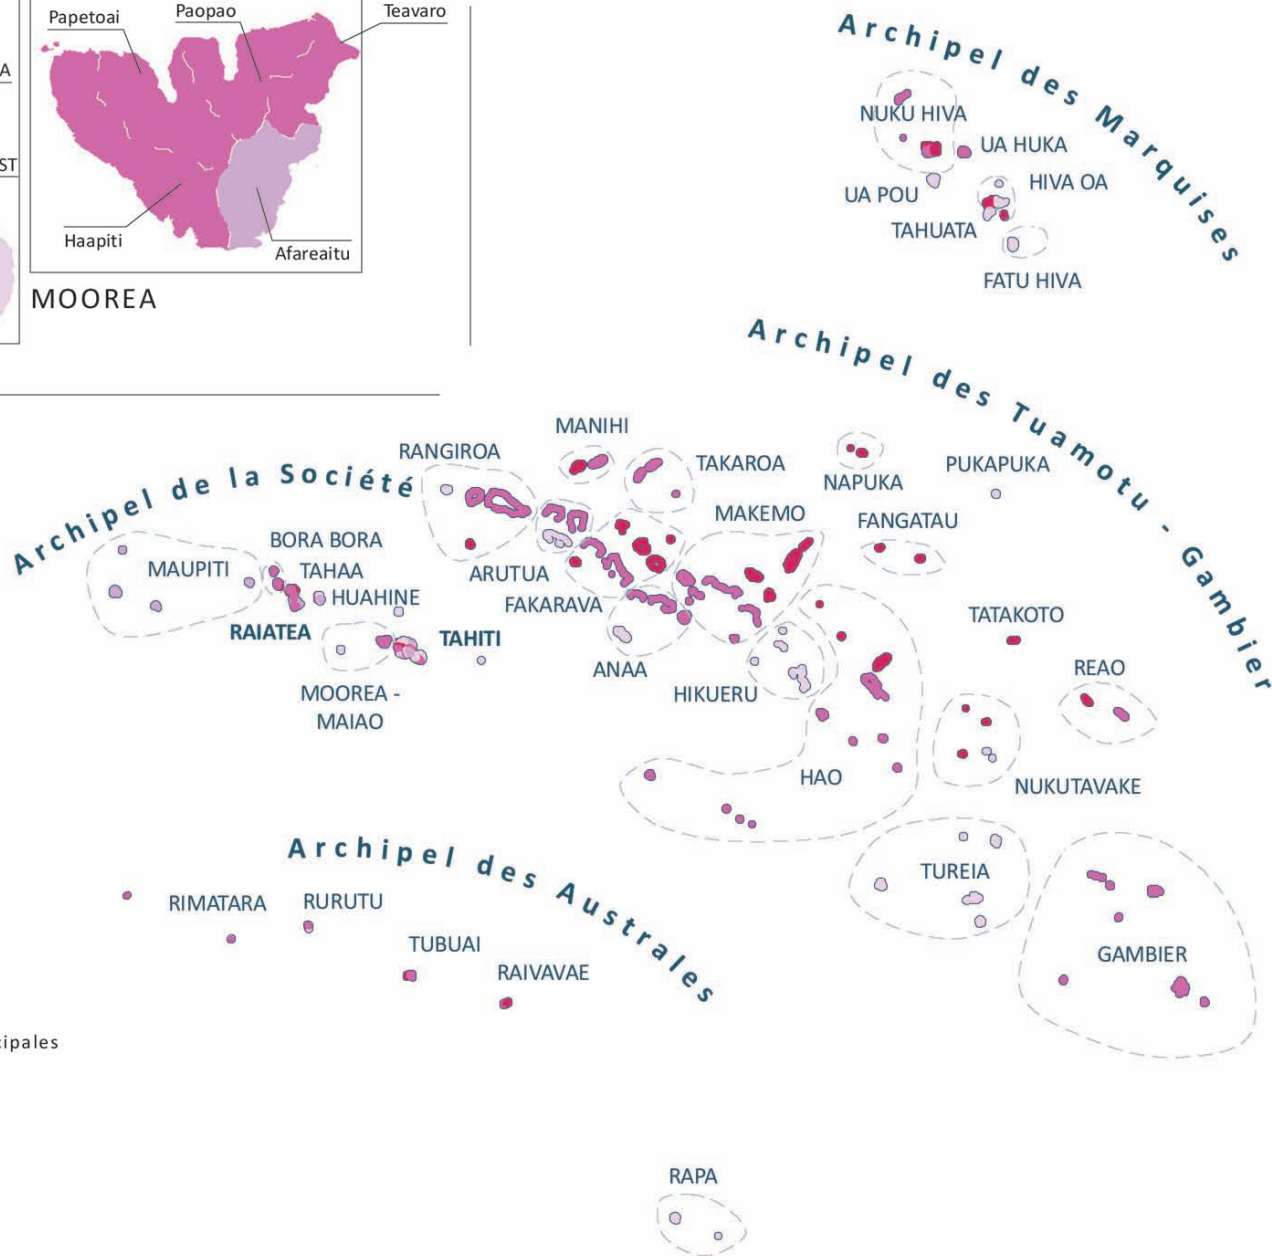 Papetoai
Paopao
Teavaro
A
ST
Haapiti
Afareaitu
MOOREA
Archipel des Marquises
NUKU HIVA
UA HUKA
HIVA OA
UA POU
TAHUATA
FATU HIVA
Archipel des Tuamotu - Gambier
MANIHI
RANGIROA
TAKAROA
NAPUKA
PUKAPUKA
Archipel de la Société
MAKEMO
FANGATAU
BORA BORA
MAUPITI
TAHAA
ARUTUA
HUAHINE
FAKARAVA
TATAKOTO
RAIATEA
TAHITI
ANAA
REAO
HIKUERU
MOOREA -
MAIAO
HAO
NUKUTAVAKE
Archipel des Australes
TUREIA
RIMATARA
RURUTU
TUBUAI
GAMBIER
RAIVAVAE
cipales
RAPA